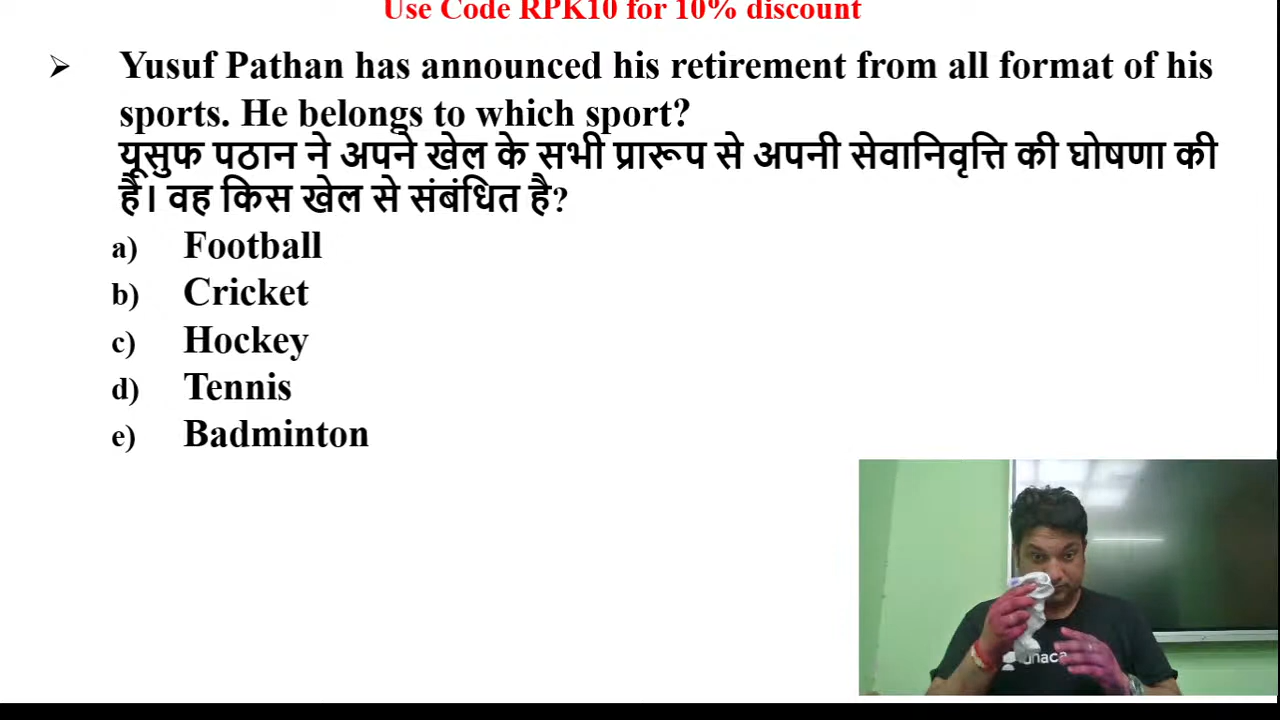 Use Code RPK10 for 10% discount
➢ Yusuf Pathan has announced his retirement from all format of his
sports. He belongs to which sport?
यूसुफ पठान ने अपने खेल के सभी प्रारूप से अपनी सेवानिवृत्ति की घोषणा की
है। वह किस खेल से संबंधित है?
a) Football
b) Cricket
c) Hockey
d) Tennis
e) Badminton